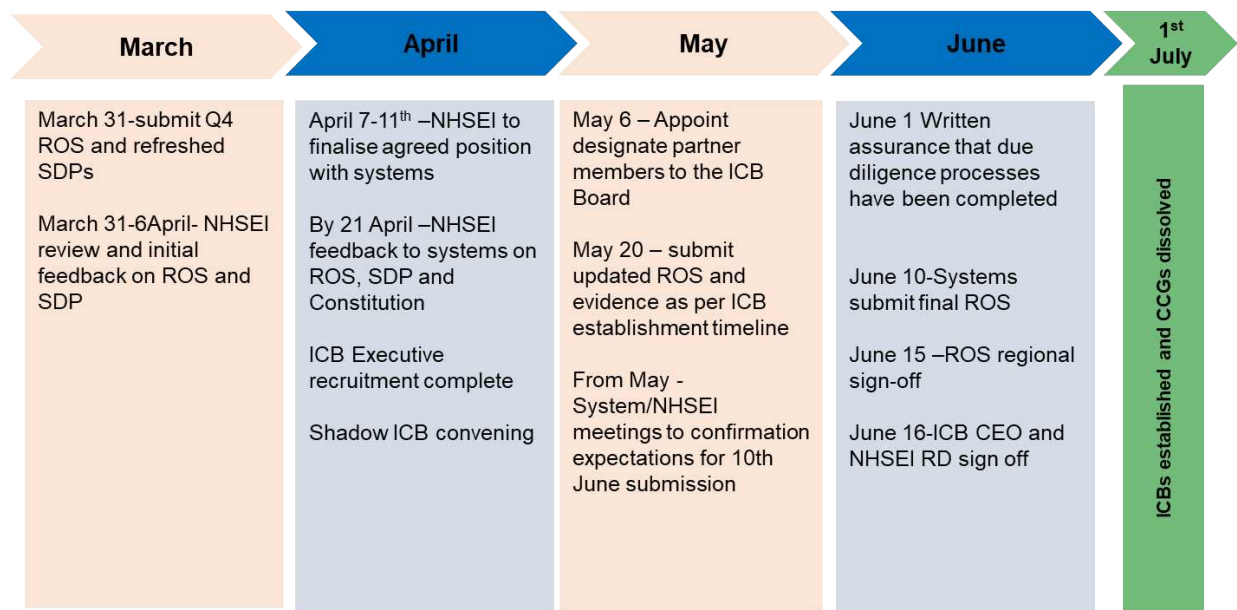 March
April
May
June
1st
July
March 31-submit Q4
ROS and refreshed
SDPs
March 31-6April- NHSEI
review and initial
feedback on ROS and
SDP
April 7-11th –NHSEI to
finalise agreed position
with systems
By 21 April –NHSEI
feedback to systems on
ROS, SDP and
Constitution
ICB Executive
recruitment complete
Shadow ICB convening
May 6 – Appoint
designate partner
members to the ICB
Board
May 20 – submit
updated ROS and
evidence as per ICB
establishment timeline
From May -
System/NHSEI
meetings to confirmation
expectations for 10th
June submission
June 1 Written
assurance that due
diligence processes
have been completed
June 10-Systems
submit final ROS
June 15 –ROS regional
sign-off
June 16-ICB CEO and
NHSEI RD sign off
ICBs established and CCGs dissolved